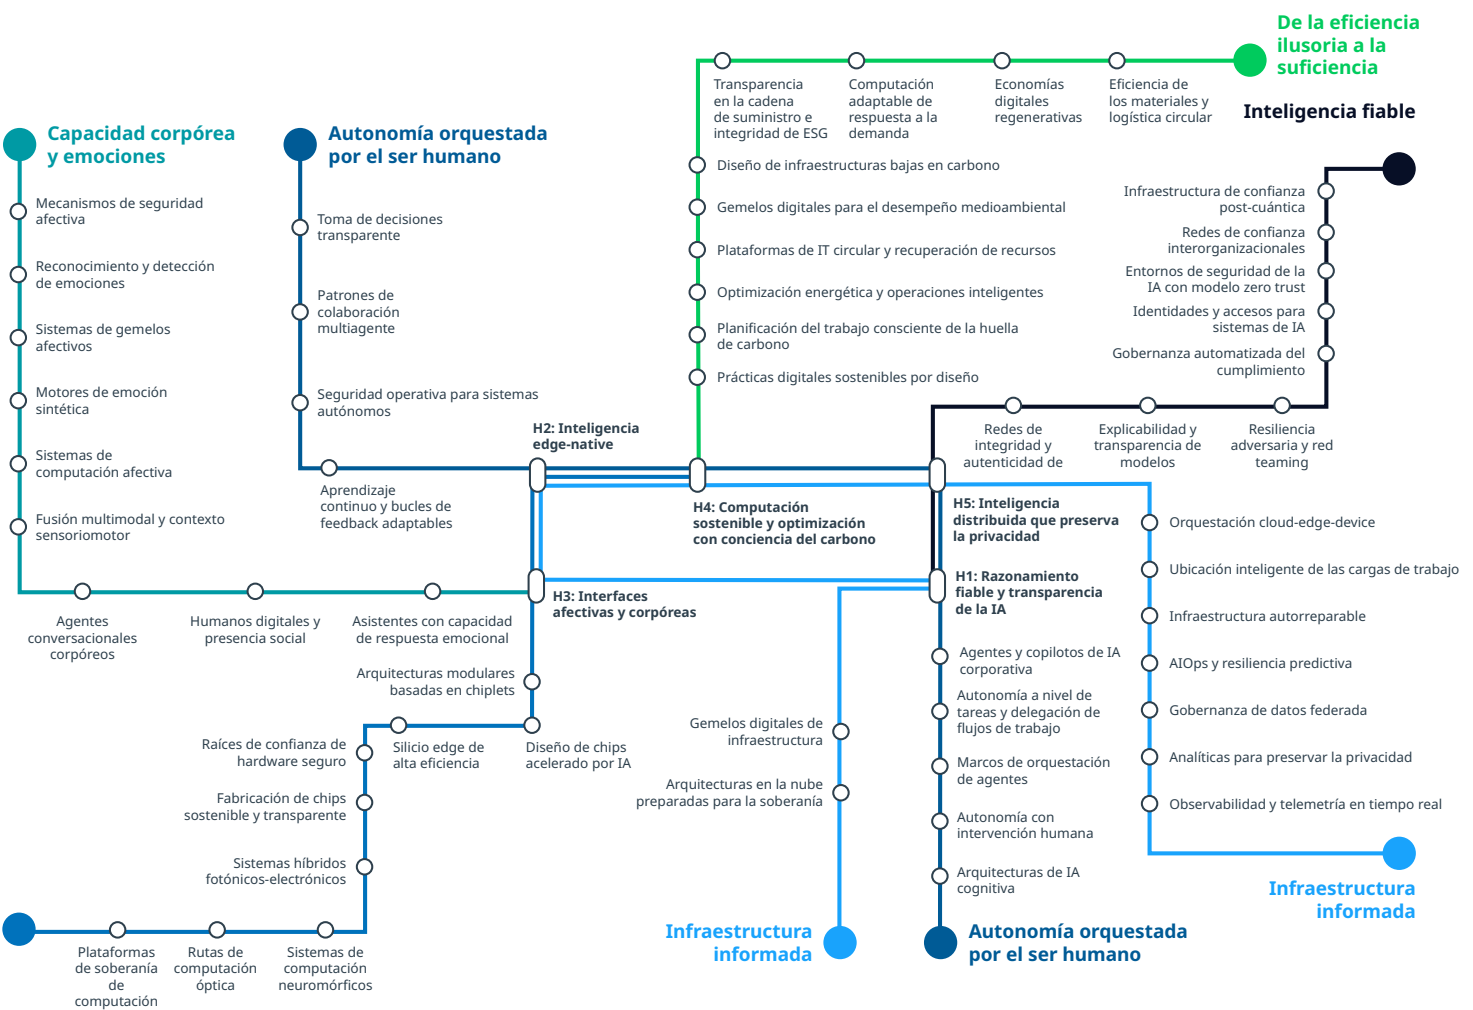 De la eficiencia
ilusoria a la
suficiencia
Transparencia
en la cadena
de suministro e
integridad de ESG
Computación
adaptable de
respuesta a la
demanda
Economías
digitales
regenerativas
Eficiencia de
los materiales y
logística circular
Inteligencia fiable
Capacidad corpórea
y emociones
Autonomía orquestada
por el ser humano
Diseño de infraestructuras bajas en carbono
Gemelos digitales para el desempeño medioambiental
Plataformas de IT circular y recuperación de recursos
Optimización energética y operaciones inteligentes
Planificación del trabajo consciente de la huella
de carbono
Prácticas digitales sostenibles por diseño
Infraestructura de confianza
post-cuántica
Redes de confianza
interorganizacionales
Entornos de seguridad de la
IA con modelo zero trust
Identidades y accesos para
sistemas de IA
Gobernanza automatizada del
cumplimiento
Redes de
integridad y
autenticidad de
Explicabilidad y
transparencia de
modelos
Resiliencia
adversaria y red
teaming
Mecanismos de seguridad
afectiva
Reconocimiento y detección
de emociones
Sistemas de gemelos
afectivos
Motores de emoción
sintética
Sistemas de
computación afectiva
Fusión multimodal y contexto
sensoriomotor
Toma de decisiones
transparente
Patrones de
colaboración
multiagente
Seguridad operativa para sistemas
autónomos
H2: Inteligencia
edge-native
Aprendizaje
continuo y bucles de
feedback adaptables
H4: Computación
sostenible y optimización
con conciencia del carbono
H5: Inteligencia
distribuida que preserva
la privacidad
H3: Interfaces
afectivas y corpóreas
H1: Razonamiento
fiable y transparencia
de la IA
Agentes
conversacionales
corpóreos
Humanos digitales y
presencia social
Asistentes con capacidad
de respuesta emocional
Arquitecturas modulares
basadas en chiplets
Silicio edge de
alta eficiencia
Diseño de chips
acelerado por IA
Raíces de confianza de
hardware seguro
Fabricación de chips
sostenible y transparente
Sistemas híbridos
fotónicos-electrónicos
Plataformas
de soberanía
de
computación
Rutas de
computación
óptica
Sistemas de
computación
neuromórficos
Gemelos digitales de
infraestructura
Arquitecturas en la nube
preparadas para la soberanía
Infraestructura
informada
Agentes y copilotos de IA
corporativa
Autonomía a nivel de
tareas y delegación de
flujos de trabajo
Marcos de orquestación
de agentes
Autonomía con
intervención humana
Arquitecturas de IA
cognitiva
Autonomía orquestada
por el ser humano
Orquestación cloud-edge-device
Ubicación inteligente de las cargas de trabajo
Infraestructura autorreparable
AIOps y resiliencia predictiva
Gobernanza de datos federada
Analíticas para preservar la privacidad
Observabilidad y telemetría en tiempo real
Infraestructura
informada